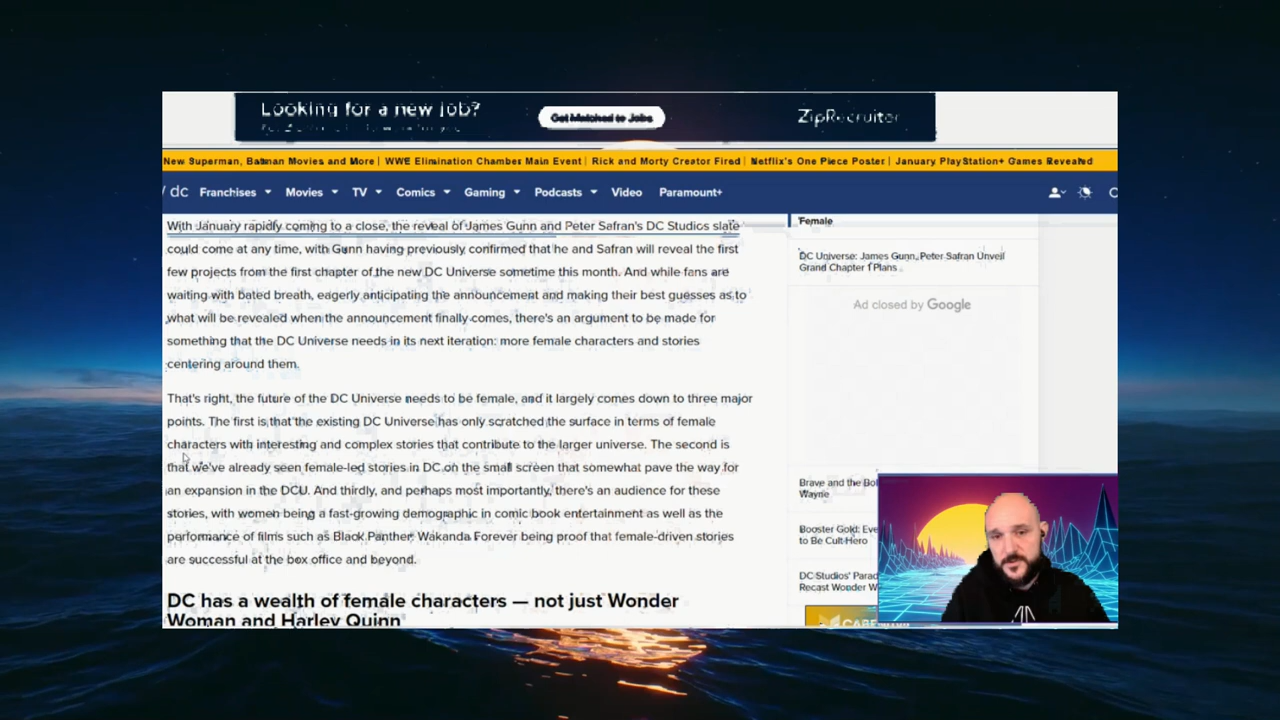 Looking for a new job?
Get Matched to Jobs
ZipRecruiter
New Superman, Batman Movies and More | WWE Elimination Chamber Main Event | Rick and Morty Creator Fired | Netflix's One Piece Poster | January PlayStation+ Games Revealed
/ dc Franchises Movies TV Comics Gaming Podcasts Video Paramount+
With January rapidly coming to a close, the reveal of James Gunn and Peter Safran's DC Studios slate
could come at any time, with Gunn having previously confirmed that he and Safran will reveal the first
few projects from the first chapter of the new DC Universe sometime this month. And while fans are
waiting with bated breath, eagerly anticipating the announcement and making their best guesses as to
what will be revealed when the announcement finally comes, there's an argument to be made for
something that the DC Universe needs in its next iteration: more female characters and stories
centering around them.
That's right, the future of the DC Universe needs to be female, and it largely comes down to three major
points. The first is that the existing DC Universe has only scratched the surface in terms of female
characters with interesting and complex stories that contribute to the larger universe. The second is
that we've already seen female-led stories in DC on the small screen that somewhat pave the way for
an expansion in the DCU. And thirdly, and perhaps most importantly, there's an audience for these
stories, with women being a fast-growing demographic in comic book entertainment as well as the
performance of films such as Black Panther: Wakanda Forever being proof that female-driven stories
are successful at the box office and beyond.
DC has a wealth of female characters — not just Wonder
Woman and Harley Quinn
Female
DC Universe: James Gunn, Peter Safran Unveil
Grand Chapter 1 Plans
Ad closed by Google
Brave and the Bol
Wayne
Booster Gold: Eve
to Be Cult-Hero
DC Studios' Parad
Recast Wonder W